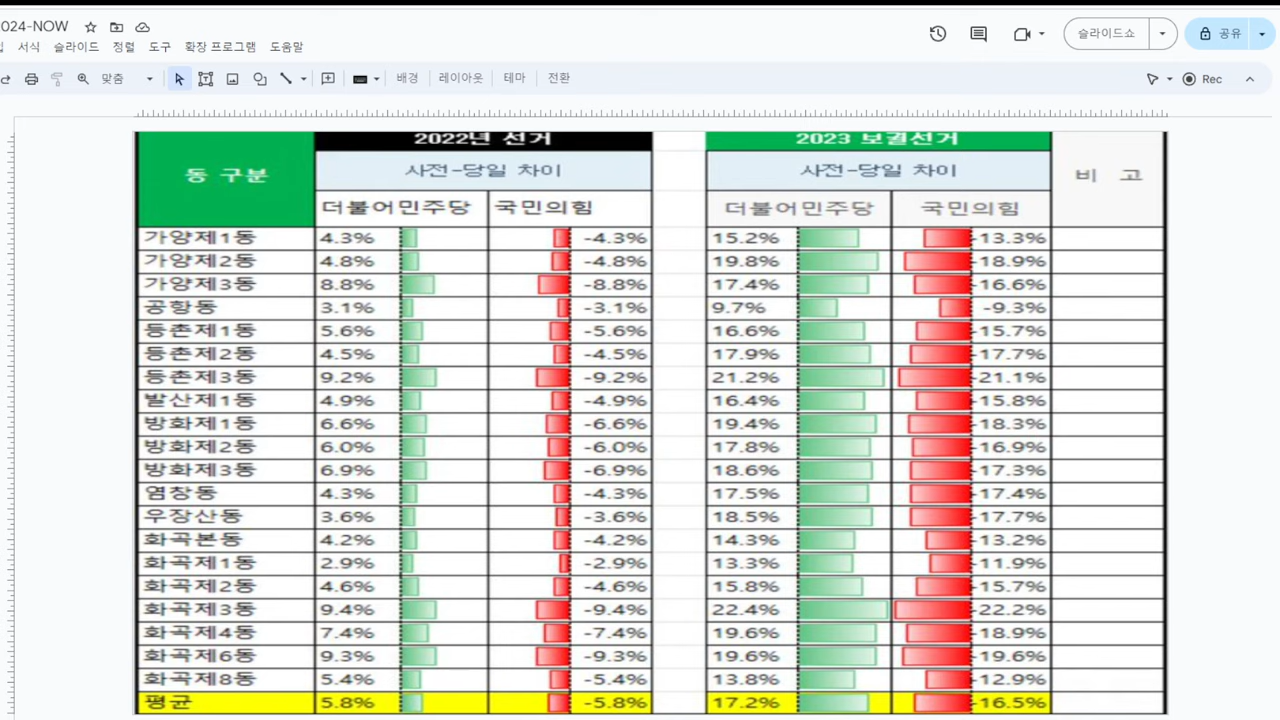 024-NOW
서식 슬라이드 정렬 도구 확장 프로그램 도움말
슬라이드쇼
공유
맞춤
배경 레이아웃 테마 전환
Rec
동 구분 2022년 선거 2023 보궐선거 비 고
사전-당일 차이 사전-당일 차이
더불어민주당 국민의힘 더불어민주당 국민의힘
가양제1동 4.3% -4.3% 15.2% -13.3%
가양제2동 4.8% -4.8% 19.8% -18.9%
가양제3동 8.8% -8.8% 17.4% -16.6%
공항동 3.1% -3.1% 9.7% -9.3%
등촌제1동 5.6% -5.6% 16.6% -15.7%
등촌제2동 4.5% -4.5% 17.9% -17.7%
등촌제3동 9.2% -9.2% 21.2% -21.1%
발산제1동 4.9% -4.9% 16.4% -15.8%
방화제1동 6.6% -6.6% 19.4% -18.3%
방화제2동 6.0% -6.0% 17.8% -16.9%
방화제3동 6.9% -6.9% 18.6% -17.3%
염창동 4.3% -4.3% 17.5% -17.4%
우장산동 3.6% -3.6% 18.5% -17.7%
화곡본동 4.2% -4.2% 14.3% -13.2%
화곡제1동 2.9% -2.9% 13.3% -11.9%
화곡제2동 4.6% -4.6% 15.8% -15.7%
화곡제3동 9.4% -9.4% 22.4% -22.2%
화곡제4동 7.4% -7.4% 19.6% -18.9%
화곡제6동 9.3% -9.3% 19.6% -19.6%
화곡제8동 5.4% -5.4% 13.8% -12.9%
평균 5.8% -5.8% 17.2% -16.5%